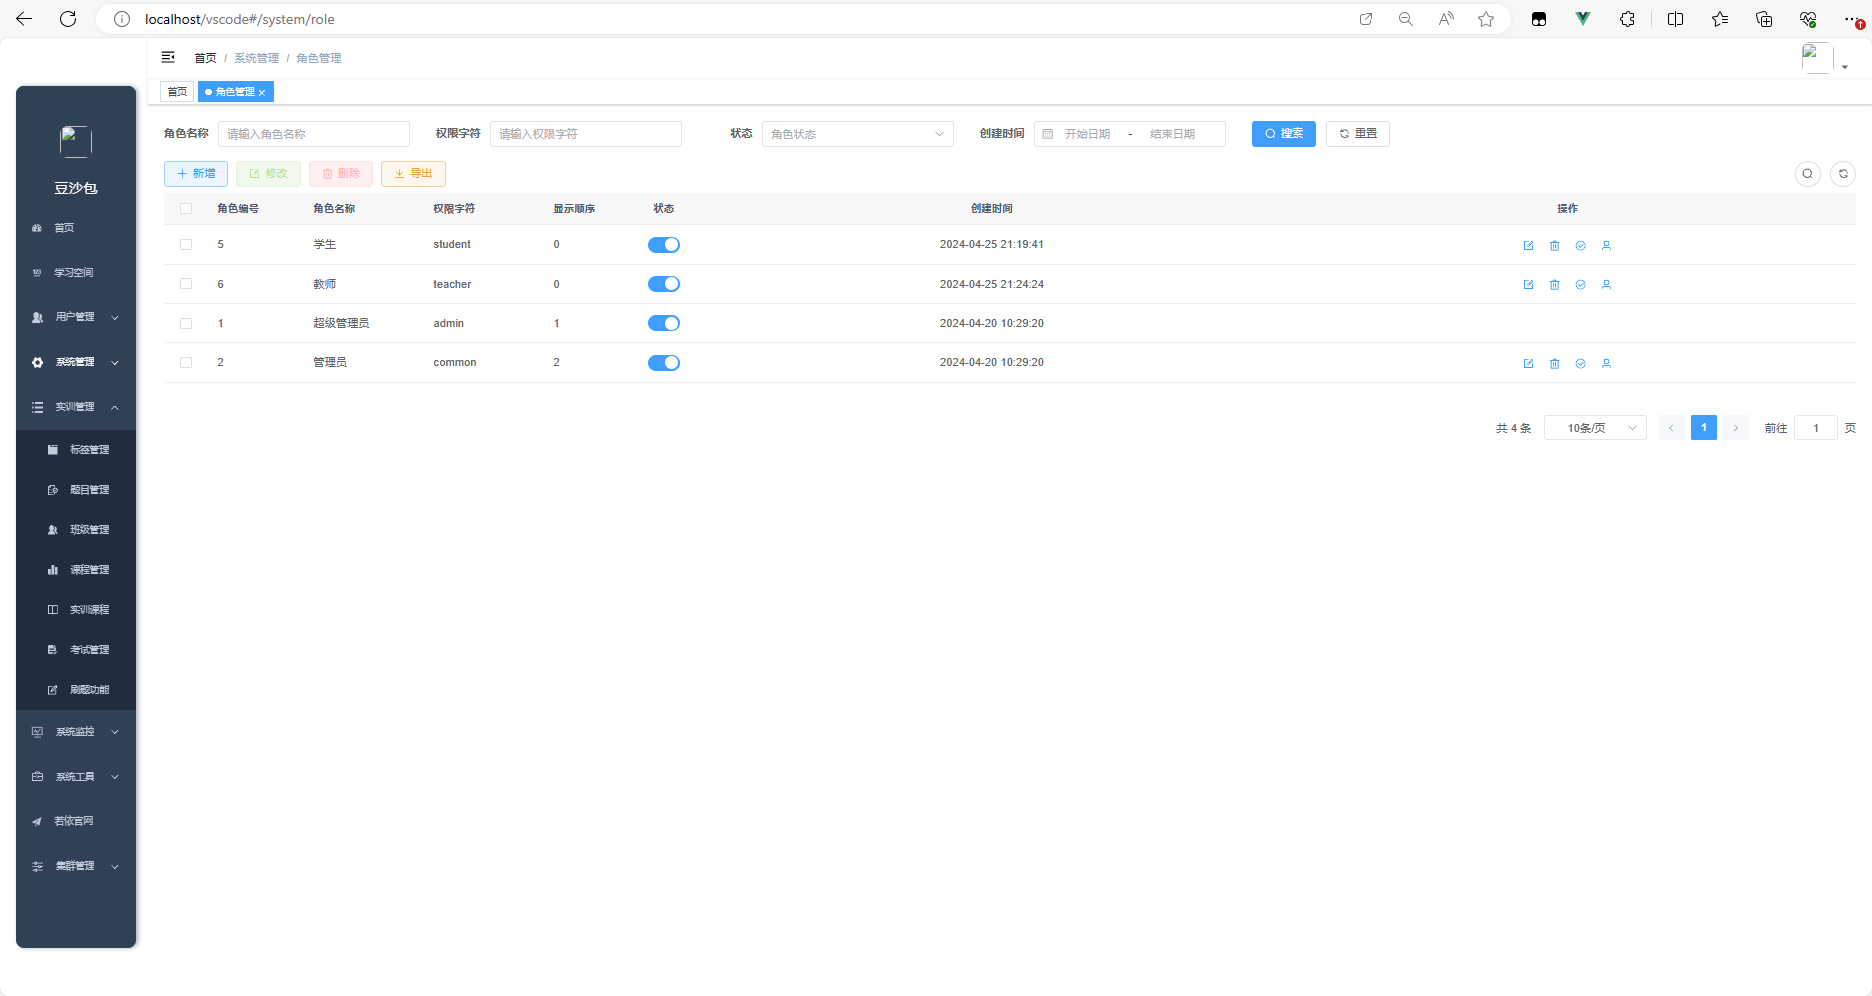 localhost/vscode#/system/role
首页 / 系统管理 / 角色管理
首页 角色管理
豆沙包
首页
学习空间
用户管理
系统管理
实训管理
标签管理
题目管理
班级管理
课程管理
实训课程
考试管理
刷题功能
系统监控
系统工具
若依官网
集群管理
角色名称 请输入角色名称 权限字符 请输入权限字符 状态 角色状态 创建时间 开始日期 - 结束日期 搜索 重置
新增 修改 删除 导出
角色编号 角色名称 权限字符 显示顺序 状态 创建时间 操作
5 学生 student 0 2024-04-25 21:19:41
6 教师 teacher 0 2024-04-25 21:24:24
1 超级管理员 admin 1 2024-04-20 10:29:20
2 管理员 common 2 2024-04-20 10:29:20
共 4 条 10条/页 1 前往 1 页